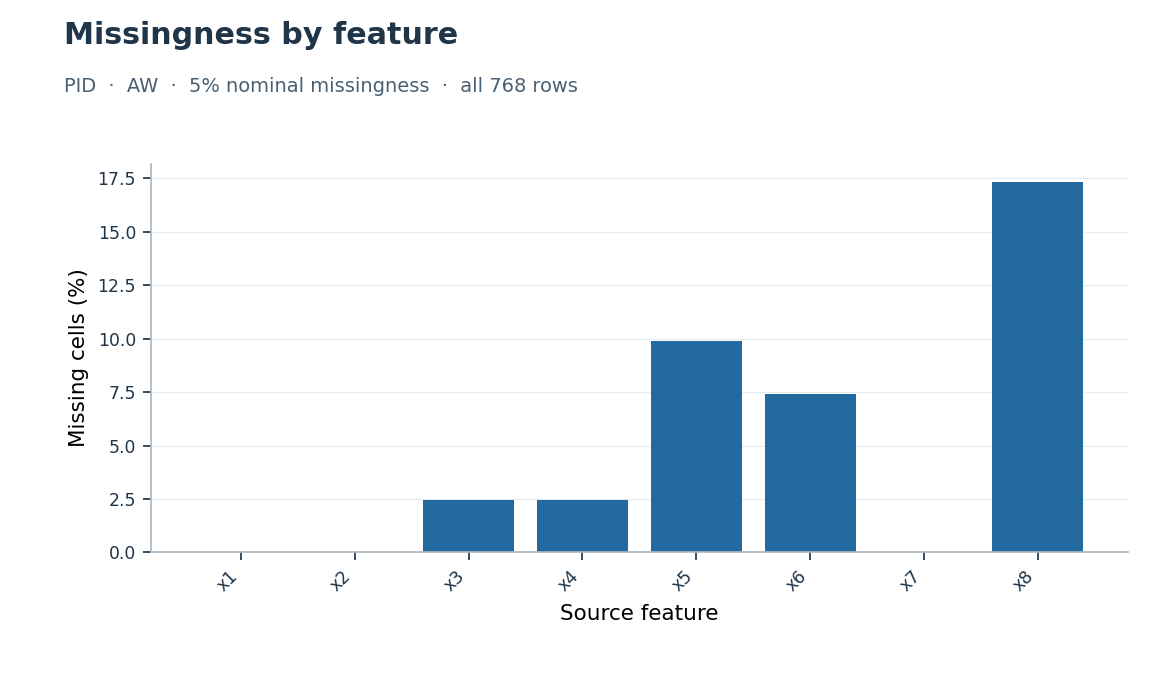 Missingness by feature
PID · AW · 5% nominal missingness · all 768 rows
17.5
15.0
12.5
10.0
7.5
5.0
2.5
0.0
Missing cells (%)
x1 x2 x3 x4 x5 x6 x7 x8
Source feature